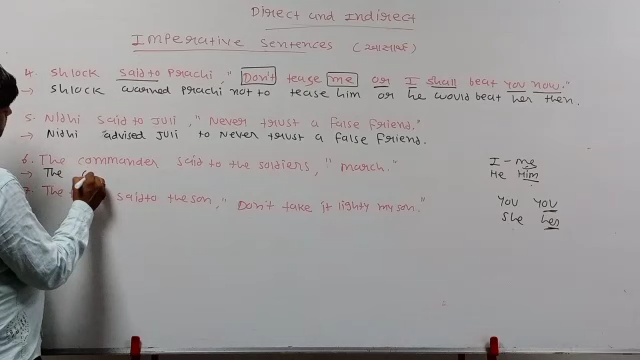 Direct and Indirect
Imperative Sentences (आज्ञार्थक)
4. Shlock said to Prachi, "Don't tease me or I shall beat you now."
→ Shlock warned Prachi not to tease him or he would beat her then.
5. Nidhi said to Juli, "Never trust a false friend."
→ Nidhi advised Juli to never trust a false friend.
6. The commander said to the soldiers, "march."
→ The
7. The said to the son, "Don't take it lighty my son."
I - me
He Him
You You
She her